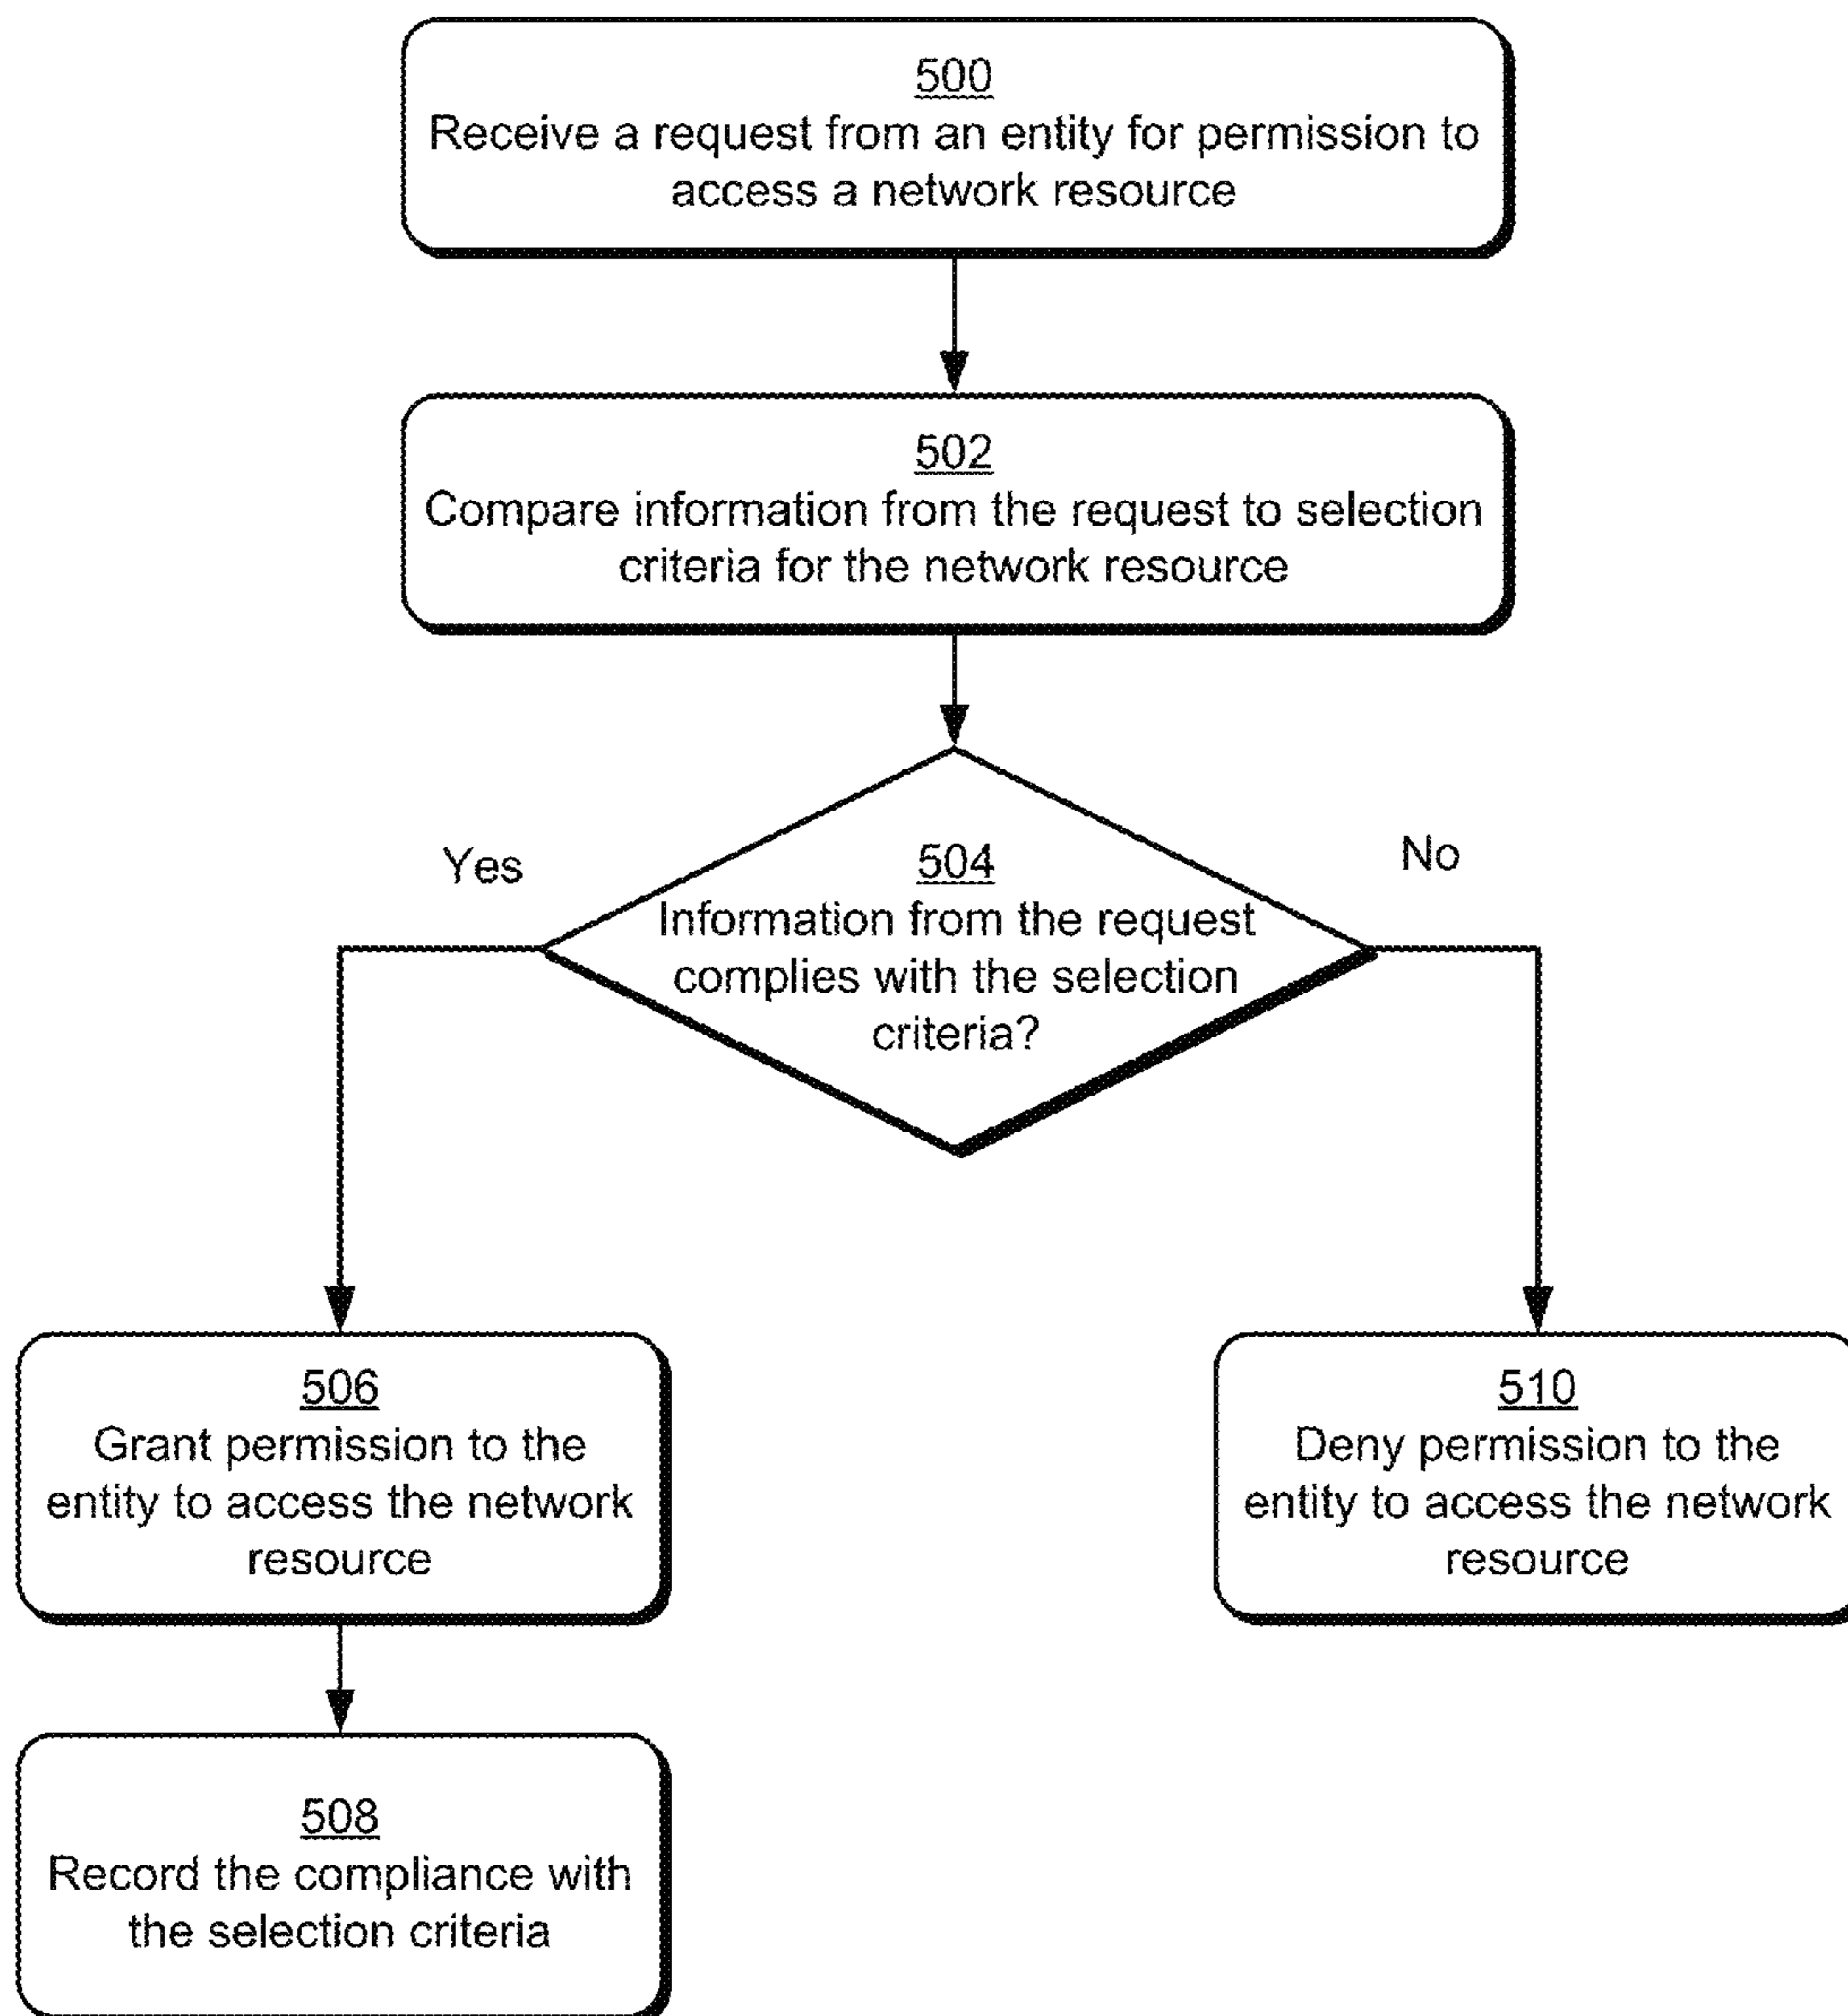 500
Receive a request from an entity for permission to
access a network resource
502
Compare information from the request to selection
criteria for the network resource
Yes
504
No
Information from the request
complies with the selection
criteria?
506
Grant permission to the
entity to access the network
resource
510
Deny permission to the
entity to access the network
resource
508
Record the compliance with
the selection criteria